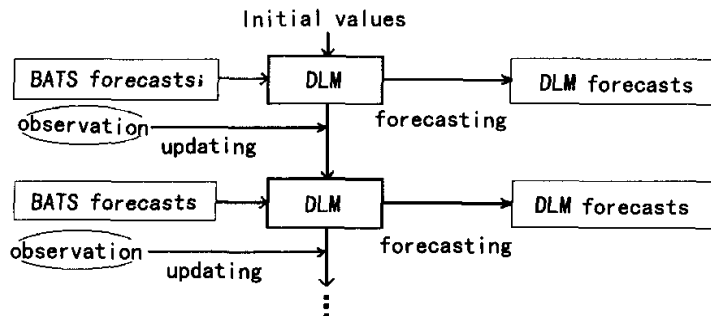 Initial values
BATS forecasts;
DLM
DLM forecasts
observation
updating
forecasting
BATS forecasts
DLM
DLM forecasts
observation
updating
forecasting